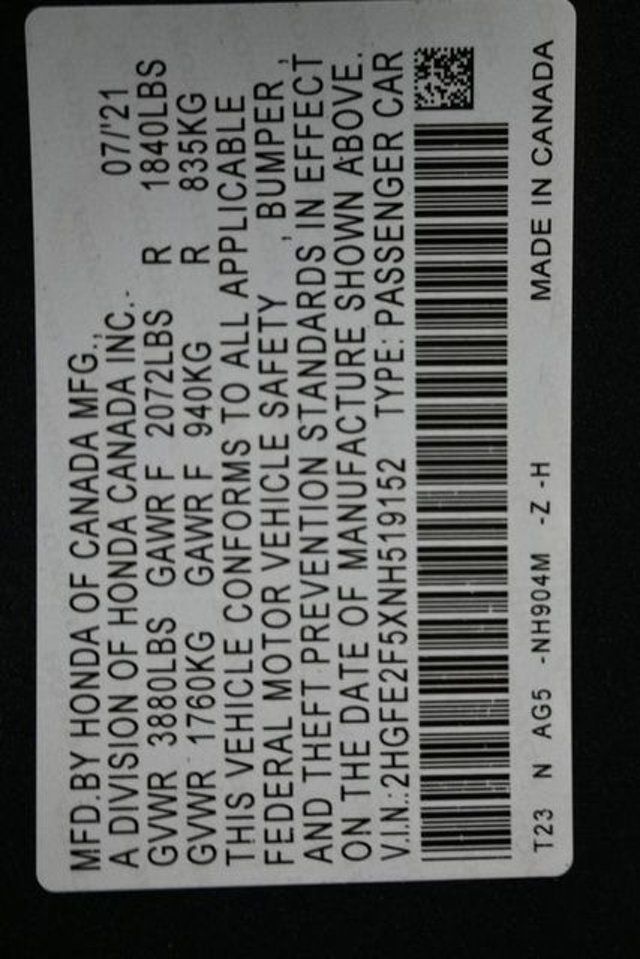 MFD.BY HONDA OF CANADA MFG.,
A DIVISION OF HONDA CANADA INC. 07/'21
GVWR 3880LBS GAWR F 2072LBS R 1840LBS
GVWR 1760KG GAWR F 940KG R 835KG
THIS VEHICLE CONFORMS TO ALL APPLICABLE
FEDERAL MOTOR VEHICLE SAFETY , BUMPER ,
AND THEFT PREVENTION STANDARDS IN EFFECT
ON THE DATE OF MANUFACTURE SHOWN ABOVE.
V.I.N.:2HGFE2F5XNH519152 TYPE: PASSENGER CAR
T23 N AG5 -NH904M -Z -H MADE IN CANADA